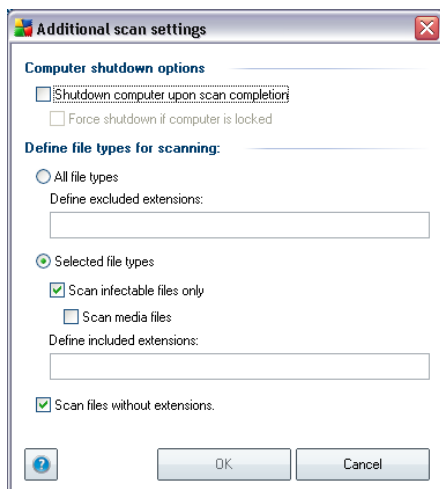 Additional scan settings
Computer shutdown options
Shutdown computer upon scan completion
Force shutdown if computer is locked
Define file types for scanning:
All file types
Define excluded extensions:
Selected file types
Scan infectable files only
Scan media files
Define included extensions:
Scan files without extensions.
?
OK
Cancel